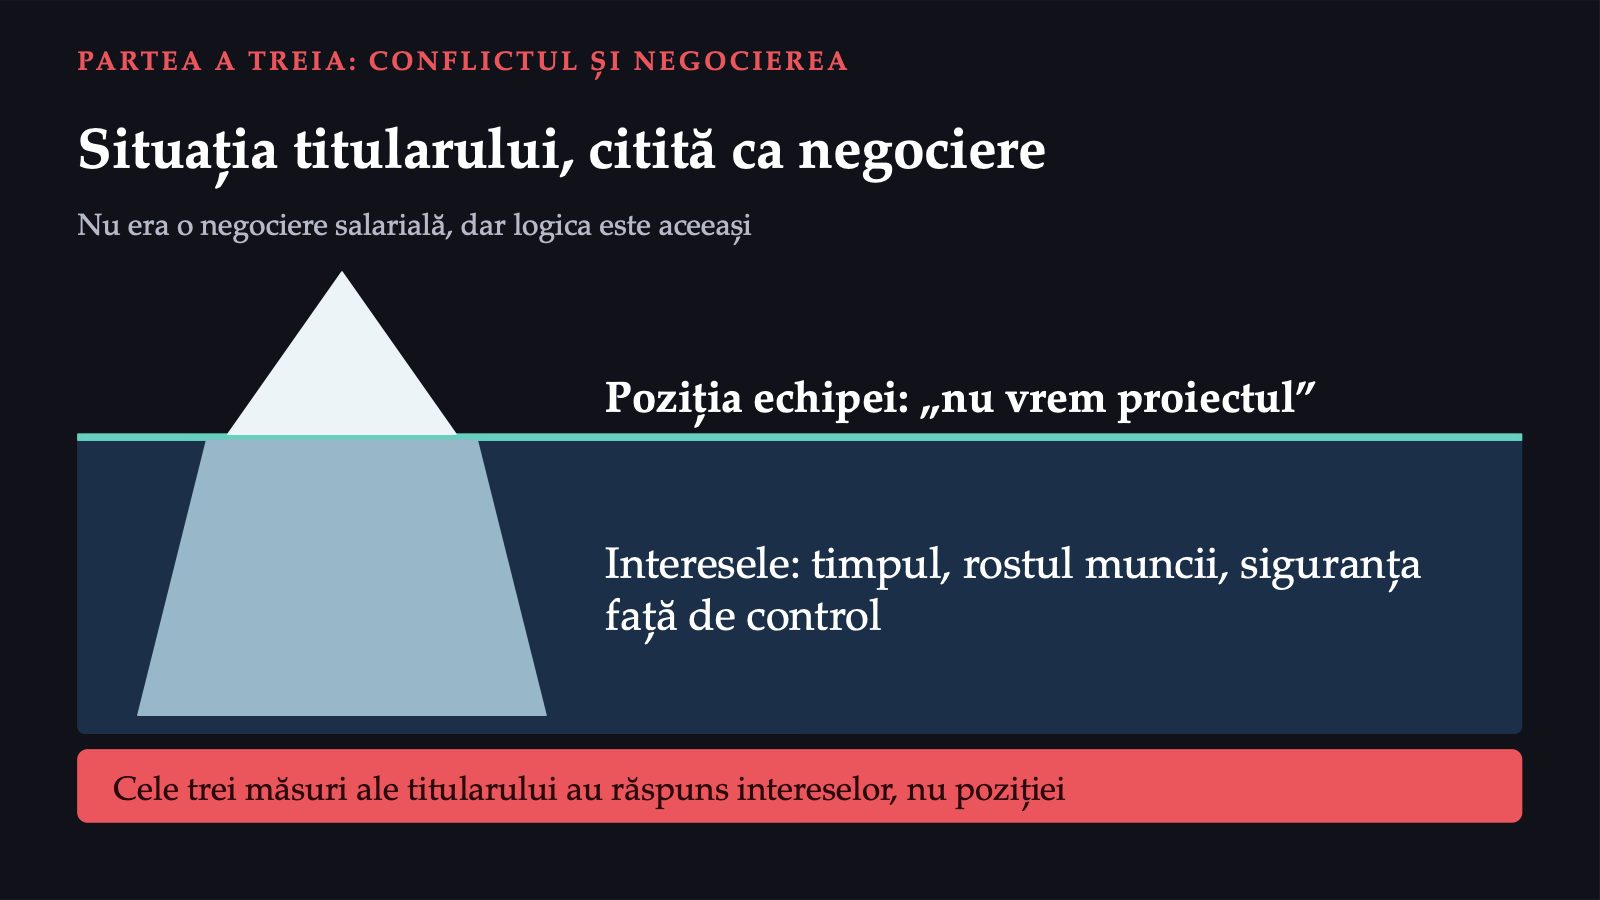 PARTEA A TREIA: CONFLICTUL ȘI NEGOCIEREA
Situația titularului, citită ca negociere
Nu era o negociere salarială, dar logica este aceeași
Poziția echipei: „nu vrem proiectul”
Interesele: timpul, rostul muncii, siguranța
față de control
Cele trei măsuri ale titularului au răspuns intereselor, nu poziției